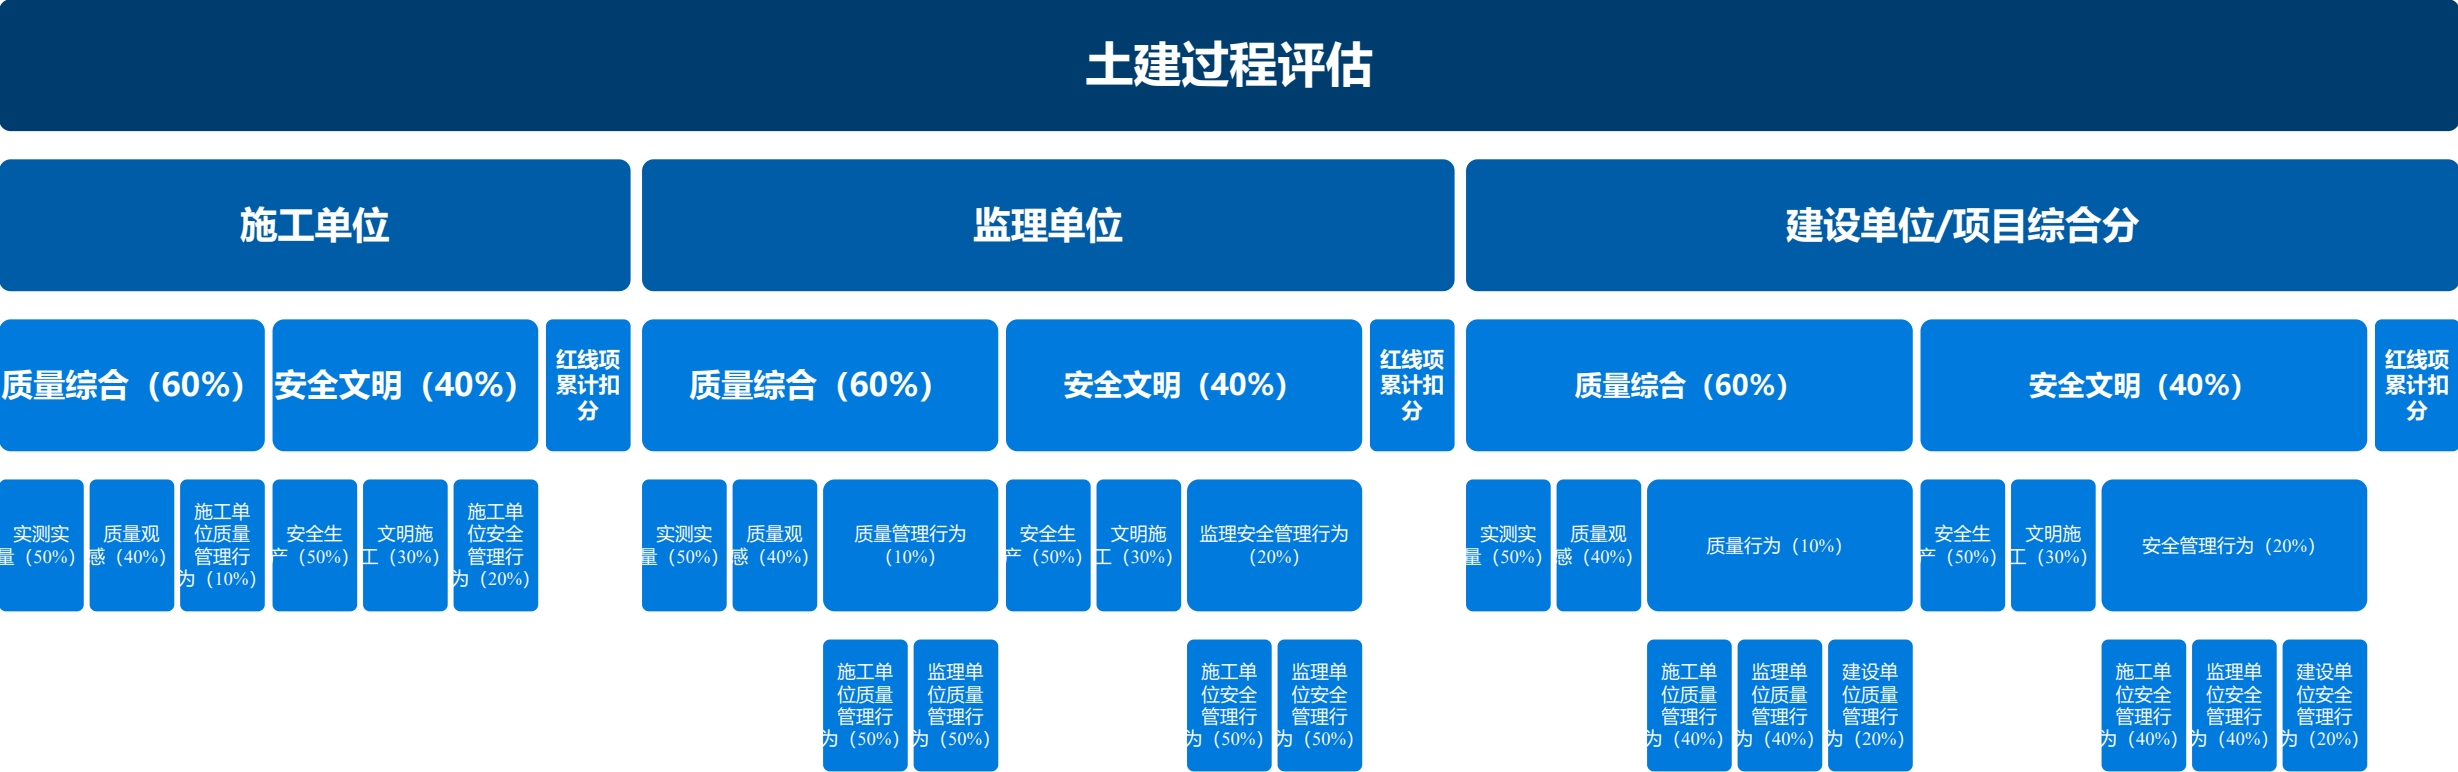 土建过程评估
施工单位
监理单位
建设单位/项目综合分
质量综合（60%）
安全文明（40%）
红线项
累计扣
分
质量综合（60%）
安全文明（40%）
红线项
累计扣
分
质量综合（60%）
安全文明（40%）
红线项
累计扣
分
实测实
量（50%）
质量观
感（40%）
施工单
位质量
管理行
为（10%）
安全生
产（50%）
文明施
工（30%）
施工单
位安全
管理行
为（20%）
实测实
量（50%）
质量观
感（40%）
质量管理行为
（10%）
安全生
产（50%）
文明施
工（30%）
监理安全管理行为
（20%）
实测实
量（50%）
质量观
感（40%）
质量行为（10%）
安全生
产（50%）
文明施
工（30%）
安全管理行为（20%）
施工单
位质量
管理行
为（50%）
监理单
位质量
管理行
为（50%）
施工单
位安全
管理行
为（50%）
监理单
位安全
管理行
为（50%）
施工单
位质量
管理行
为（40%）
监理单
位质量
管理行
为（40%）
建设单
位质量
管理行
为（20%）
施工单
位安全
管理行
为（40%）
监理单
位安全
管理行
为（40%）
建设单
位安全
管理行
为（20%）